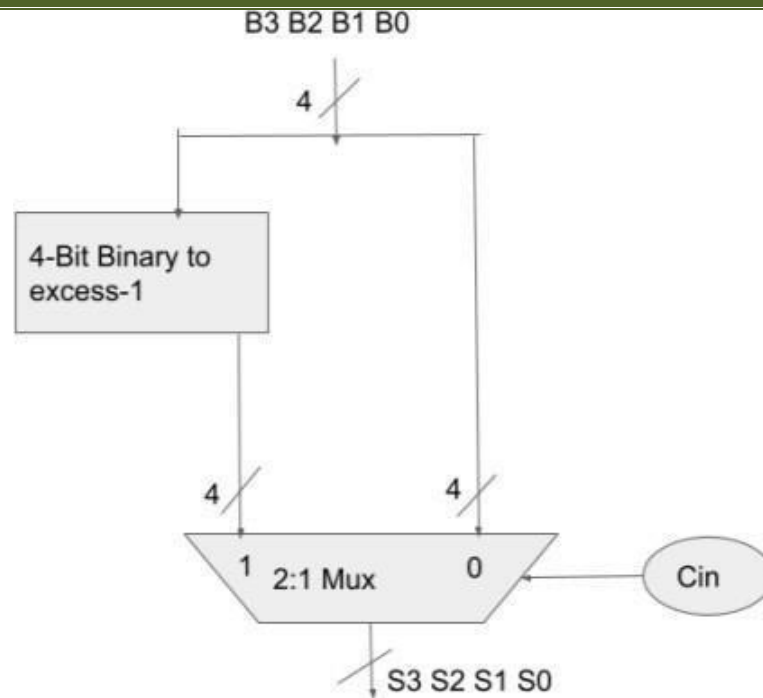 B3 B2 B1 B0
4
4-Bit Binary to
excess-1
4
4
1
2:1 Mux
0
Cin
S3 S2 S1 S0